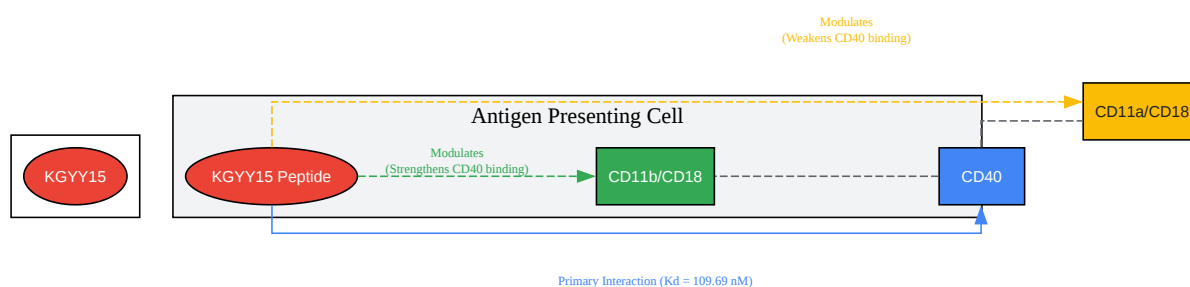 Modulates
(Weakens CD40 binding)
CD11a/CD18
Antigen Presenting Cell
KGYY15
KGYY15 Peptide
Modulates
(Strengthens CD40 binding)
CD11b/CD18
CD40
Primary Interaction (Kd = 109.69 nM)